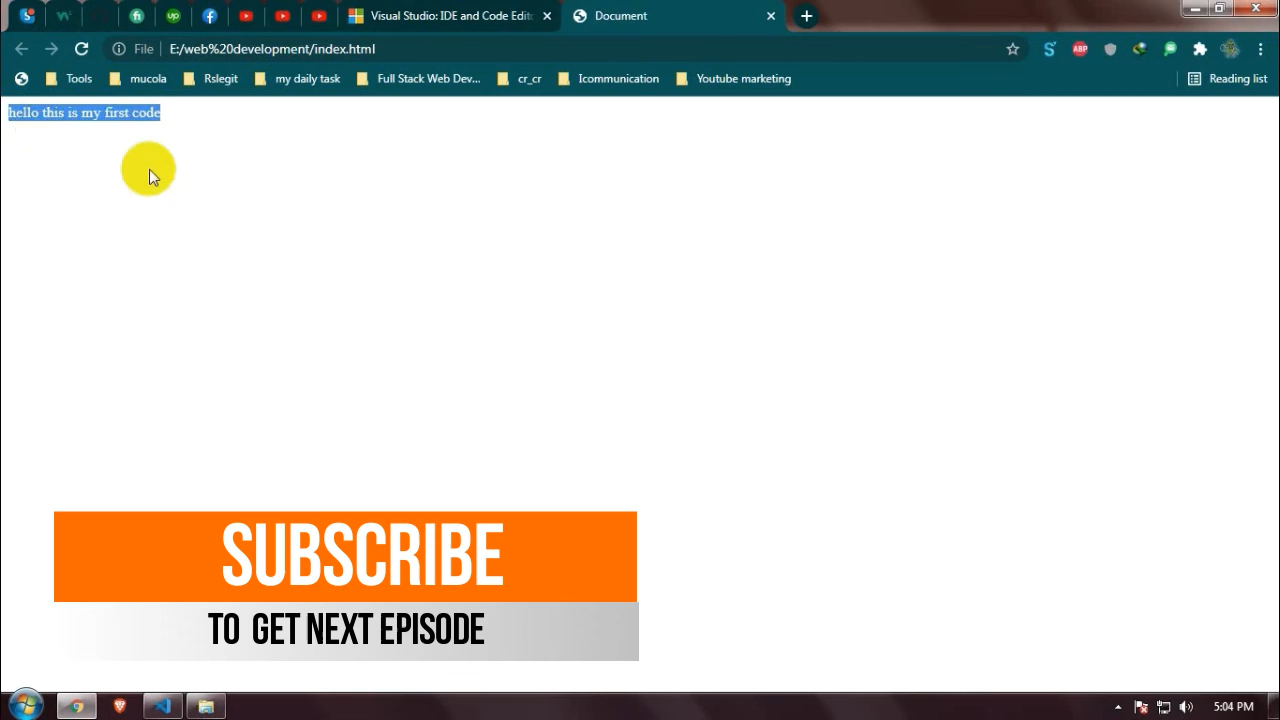 Visual Studio: IDE and Code Edit
Document
File
E:/web%20development/index.html
Tools
mucola
Rslegit
my daily task
Full Stack Web Dev...
cr_cr
Icommunication
Youtube marketing
Reading list
hello this is my first code
SUBSCRIBE
TO GET NEXT EPISODE
5:04 PM